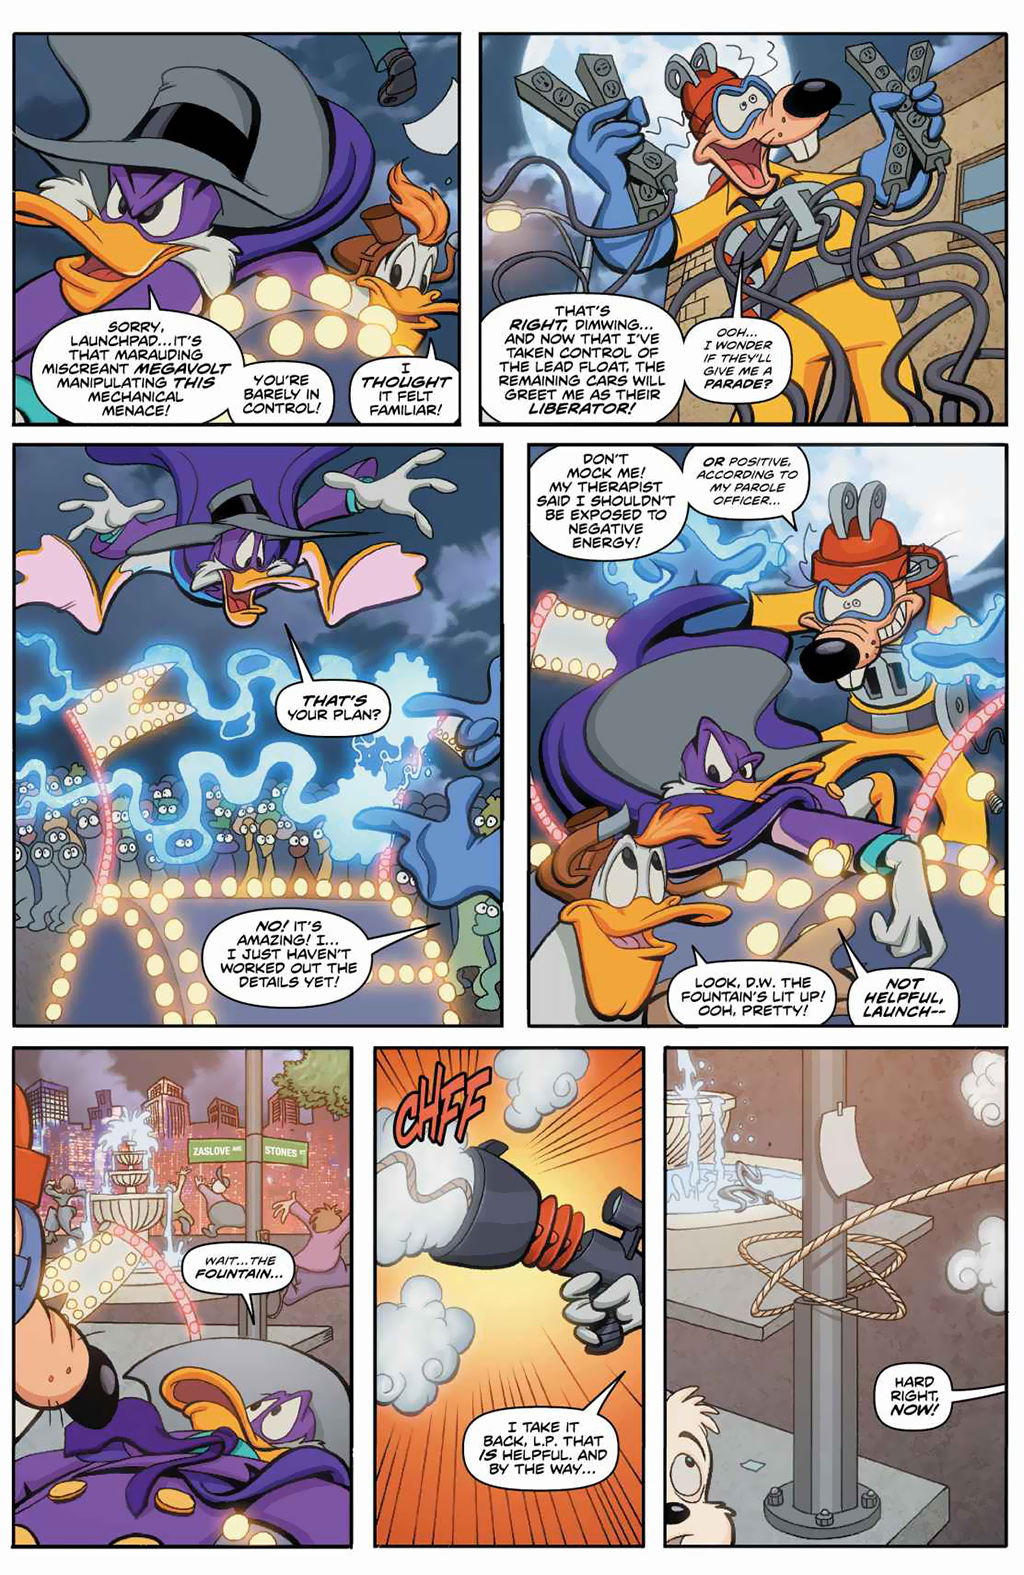 SORRY,
LAUNCHPAD...IT'S
THAT MARAUDING
MISCREANT MEGAVOLT
MANIPULATING THIS
MECHANICAL
MENACE!
YOU'RE
BARELY IN
CONTROL!
I
THOUGHT
IT FELT
FAMILIAR!
THAT'S
RIGHT, DIMWING...
AND NOW THAT I'VE
TAKEN CONTROL OF
THE LEAD FLOAT, THE
REMAINING CARS WILL
GREET ME AS THEIR
LIBERATOR!
OOH...
I WONDER
IF THEY'LL
GIVE ME A
PARADE?
THAT'S
YOUR PLAN?
NO! IT'S
AMAZING! I...
I JUST HAVEN'T
WORKED OUT THE
DETAILS YET!
DON'T
MOCK ME!
MY THERAPIST
SAID I SHOULDN'T
BE EXPOSED TO
NEGATIVE
ENERGY!
OR POSITIVE,
ACCORDING TO
MY PAROLE
OFFICER...
LOOK, D.W. THE
FOUNTAIN'S LIT UP!
OOH, PRETTY!
NOT
HELPFUL,
LAUNCH--
ZASLOVE AVE
STONES ST
WAIT...THE
FOUNTAIN...
CHFF
I TAKE IT
BACK, L.P. THAT
IS HELPFUL. AND
BY THE WAY...
HARD
RIGHT,
NOW!